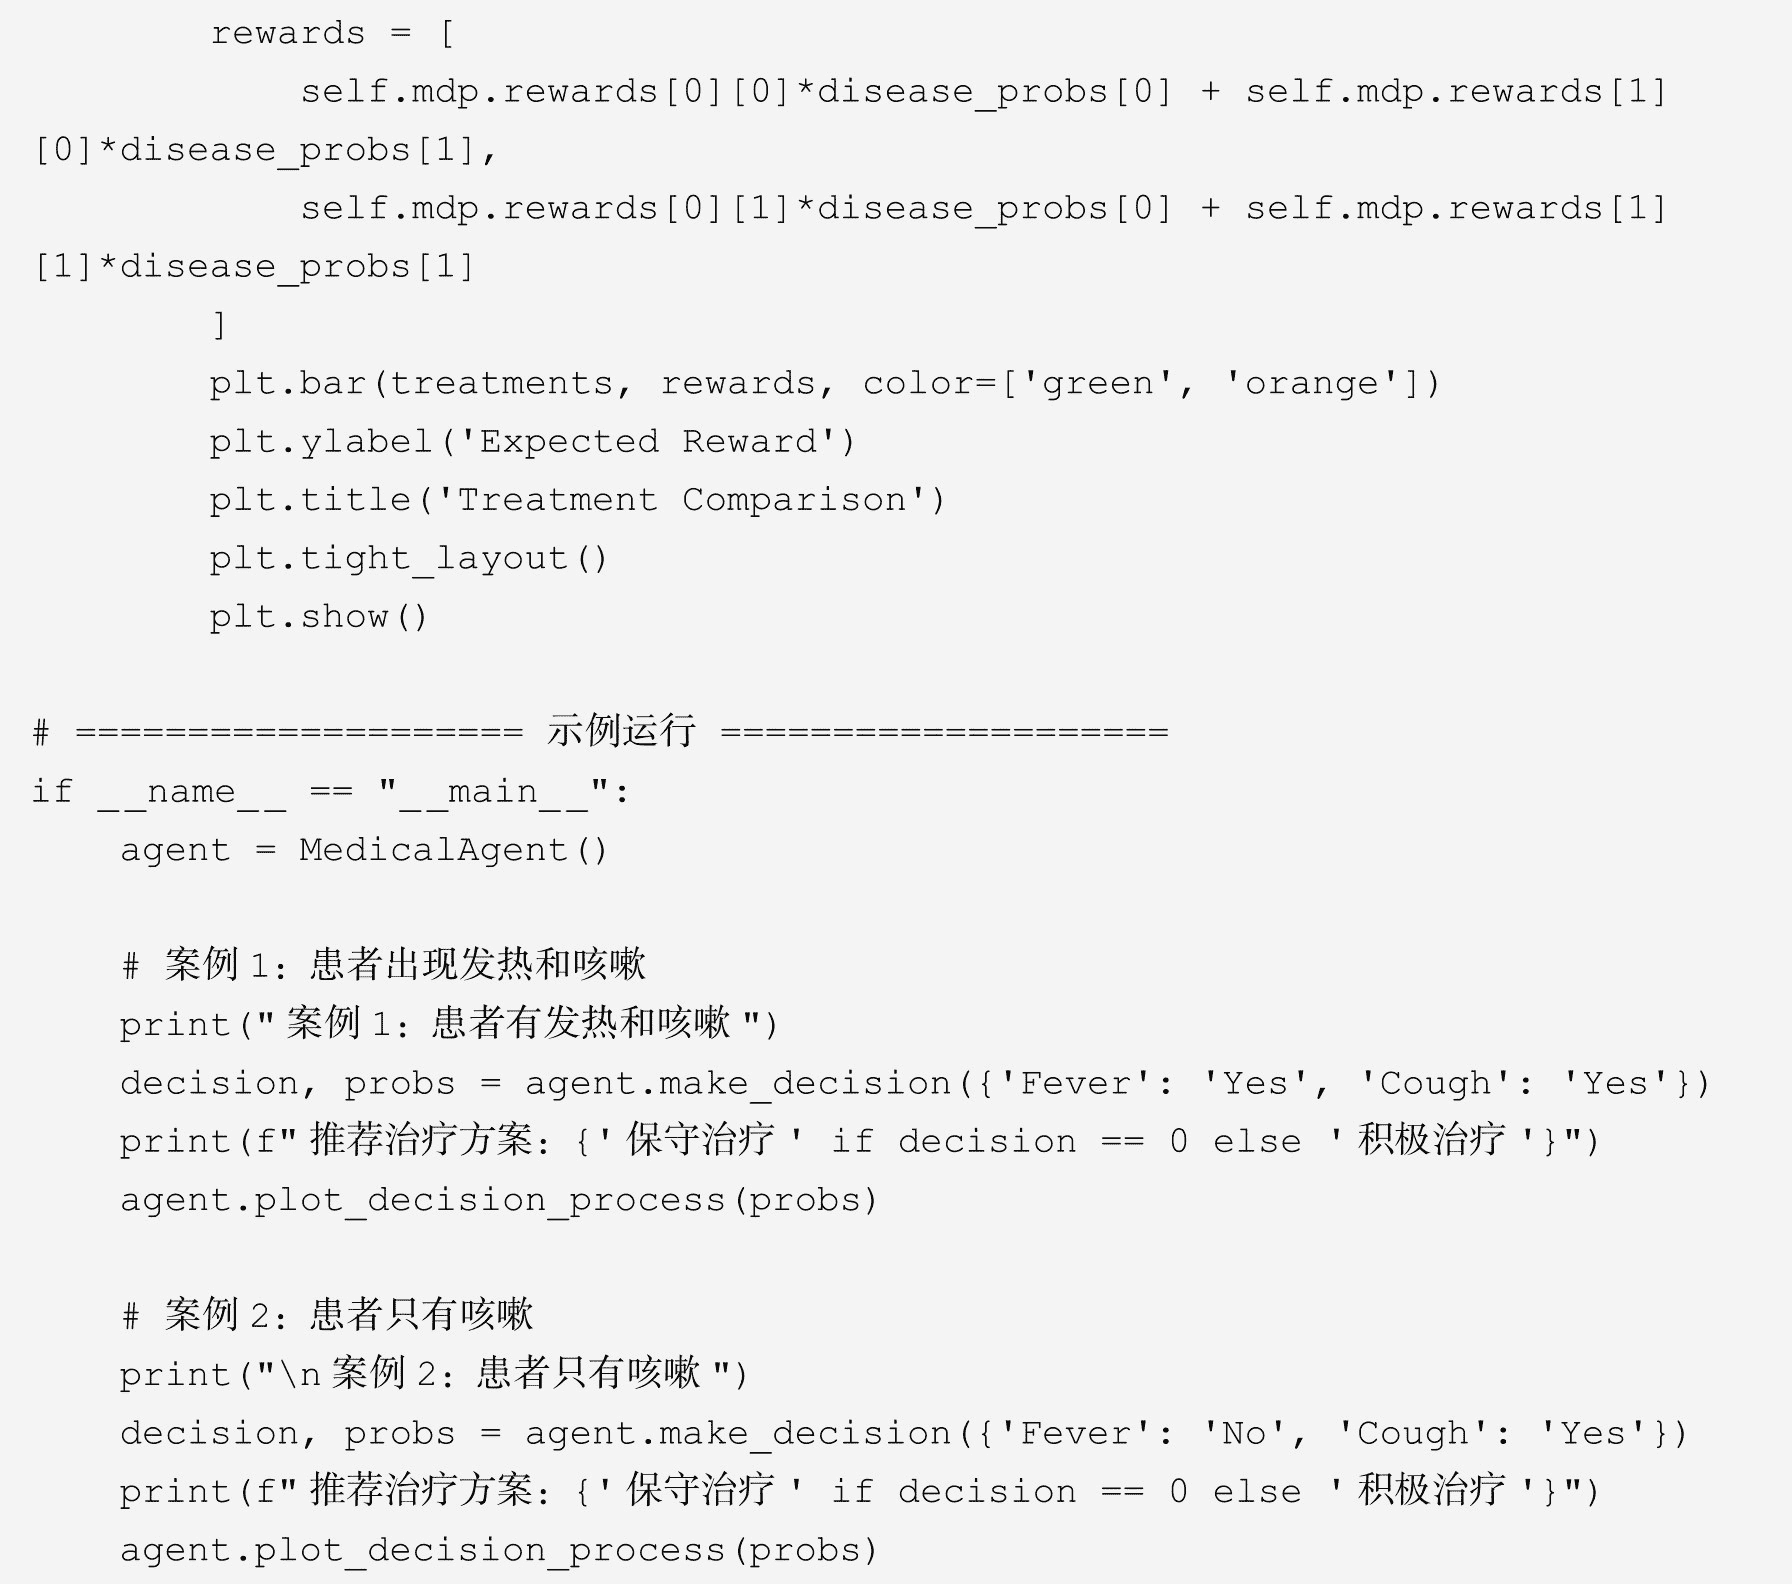 rewards = [
            self.mdp.rewards[0][0]*disease_probs[0] + self.mdp.rewards[1]
[0]*disease_probs[1],
            self.mdp.rewards[0][1]*disease_probs[0] + self.mdp.rewards[1]
[1]*disease_probs[1]
        ]
        plt.bar(treatments, rewards, color=['green', 'orange'])
        plt.ylabel('Expected Reward')
        plt.title('Treatment Comparison')
        plt.tight_layout()
        plt.show()

# ==================== 示例运行 ====================
if __name__ == "__main__":
    agent = MedicalAgent()

    # 案例 1: 患者出现发热和咳嗽
    print(" 案例 1: 患者有发热和咳嗽 ")
    decision, probs = agent.make_decision({'Fever': 'Yes', 'Cough': 'Yes'})
    print(f" 推荐治疗方案: {' 保守治疗 ' if decision == 0 else ' 积极治疗 '}")
    agent.plot_decision_process(probs)

    # 案例 2: 患者只有咳嗽
    print("\n 案例 2: 患者只有咳嗽 ")
    decision, probs = agent.make_decision({'Fever': 'No', 'Cough': 'Yes'})
    print(f" 推荐治疗方案: {' 保守治疗 ' if decision == 0 else ' 积极治疗 '}")
    agent.plot_decision_process(probs)